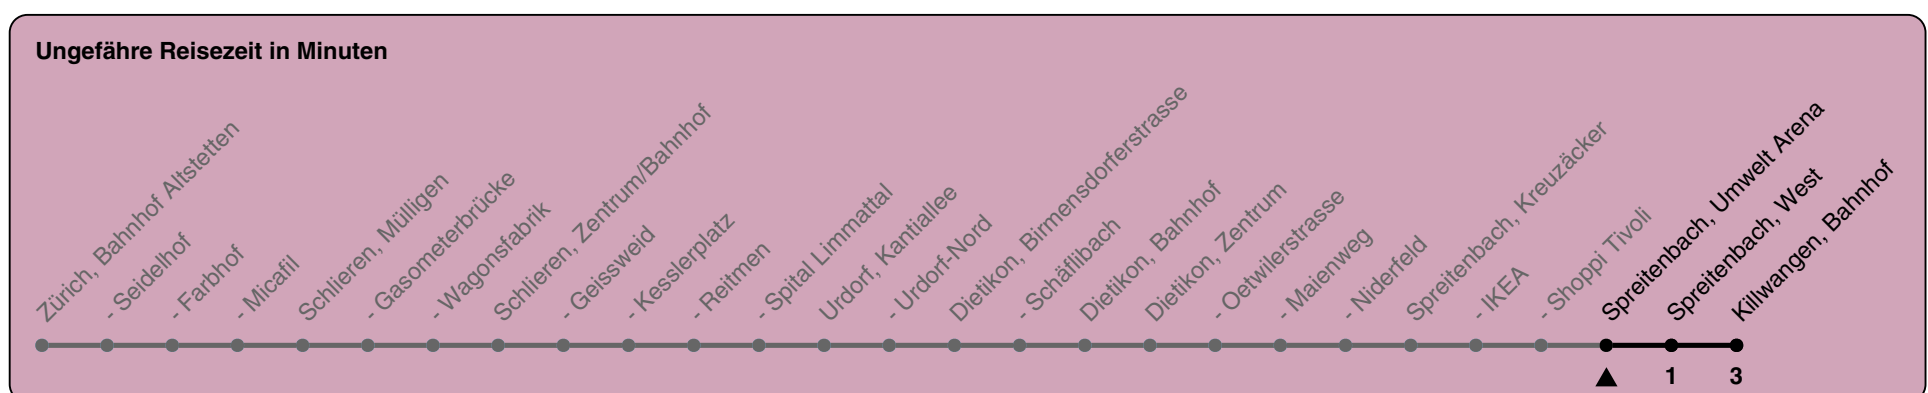 Ungefähre Reisezeit in Minuten
Zürich, Bahnhof Altstetten
- Seidelhof
- Farbhof
- Micafil
Schlieren, Mülligen
- Gasometerbrücke
- Wagonsfabrik
Schlieren, Zentrum/Bahnhof
- Geissweid
- Kesslerplatz
- Reitmen
- Spital Limmattal
Urdorf, Kantiallee
- Urdorf-Nord
Dietikon, Birmensdorferstrasse
- Schäflibach
Dietikon, Bahnhof
Dietikon, Zentrum
- Oetwilerstrasse
- Maienweg
- Niderfeld
Spreitenbach, Kreuzäcker
- IKEA
- Shoppi Tivoli
Spreitenbach, Umwelt Arena
Spreitenbach, West
Killwangen, Bahnhof
1 3